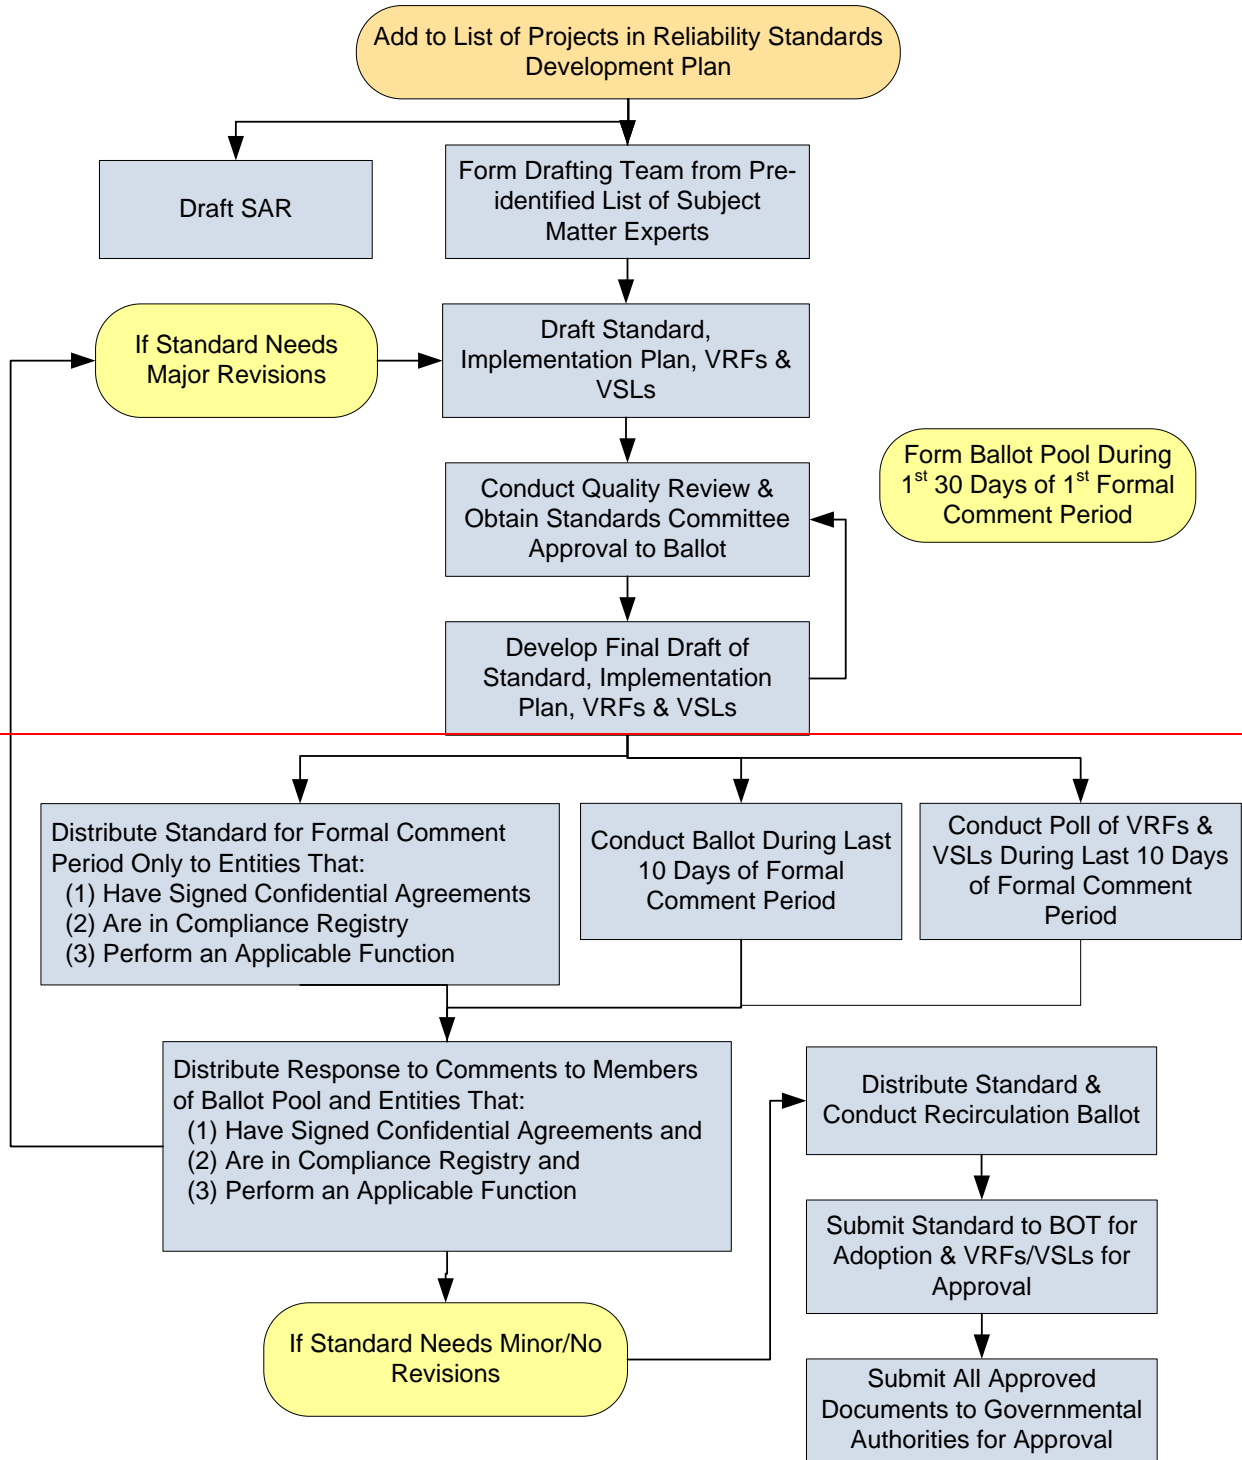 Add to List of Projects in Reliability Standards
Development Plan
Draft SAR
Form Drafting Team from Pre-
identified List of Subject
Matter Experts
If Standard Needs
Major Revisions
Draft Standard,
Implementation Plan, VRFs &
VSLs
Conduct Quality Review &
Obtain Standards Committee
Approval to Ballot
Form Ballot Pool During
1st 30 Days of 1st Formal
Comment Period
Develop Final Draft of
Standard, Implementation
Plan, VRFs & VSLs
Distribute Standard for Formal Comment
Period Only to Entities That:
(1) Have Signed Confidential Agreements
(2) Are in Compliance Registry
(3) Perform an Applicable Function
Conduct Ballot During Last
10 Days of Formal
Comment Period
Conduct Poll of VRFs &
VSLs During Last 10 Days
of Formal Comment
Period
Distribute Response to Comments to Members
of Ballot Pool and Entities That:
(1) Have Signed Confidential Agreements and
(2) Are in Compliance Registry and
(3) Perform an Applicable Function
Distribute Standard &
Conduct Recirculation Ballot
Submit Standard to BOT for
Adoption & VRFs/VSLs for
Approval
If Standard Needs Minor/No
Revisions
Submit All Approved
Documents to Governmental
Authorities for Approval